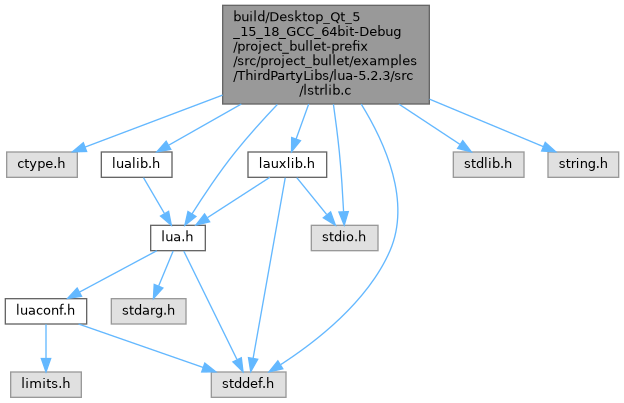 build/Desktop_Qt_5
_15_18_GCC_64bit-Debug
/project_bullet-prefix
/src/project_bullet/examples
/ThirdPartyLibs/lua-5.2.3/src
/lstrlib.c
ctype.h
lualib.h
lauxlib.h
stdlib.h
string.h
lua.h
stdio.h
luaconf.h
stdarg.h
limits.h
stddef.h